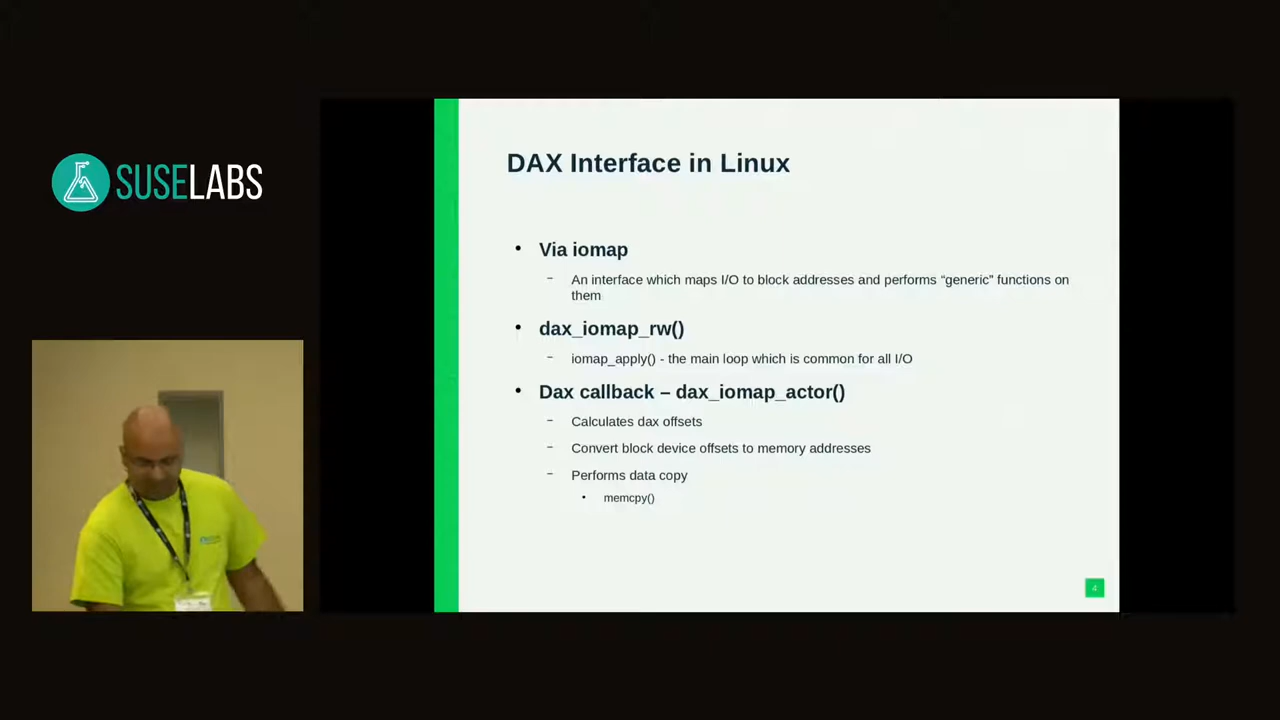 SUSELABS
DAX Interface in Linux
• Via iomap
– An interface which maps I/O to block addresses and performs “generic” functions on
them
• dax_iomap_rw()
– iomap_apply() - the main loop which is common for all I/O
• Dax callback – dax_iomap_actor()
– Calculates dax offsets
– Convert block device offsets to memory addresses
– Performs data copy
• memcpy()
4